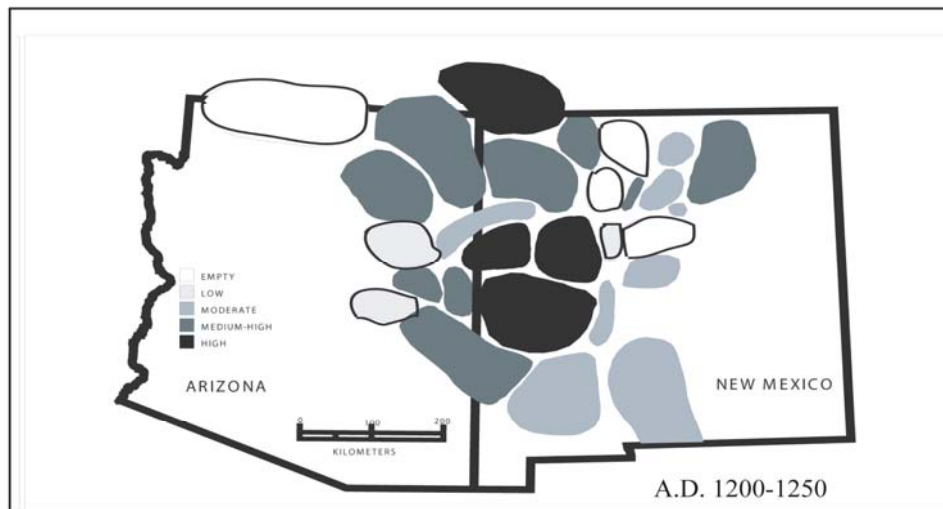 EMPTY
LOW
MODERATE
MEDIUM-HIGH
HIGH
ARIZONA
NEW MEXICO
0 100 200
KILOMETERS
A.D. 1200-1250